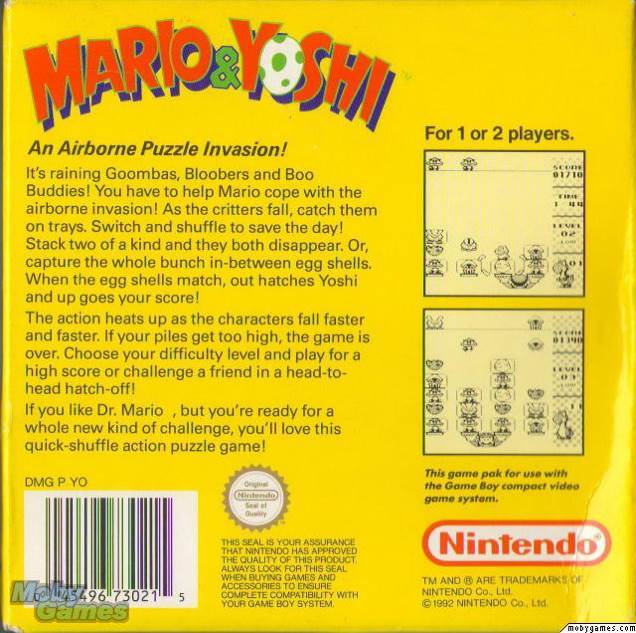 MARIO & YOSHI
An Airborne Puzzle Invasion!
It's raining Goombas, Bloobers and Boo
Buddies! You have to help Mario cope with the
airborne invasion! As the critters fall, catch them
on trays. Switch and shuffle to save the day!
Stack two of a kind and they both disappear. Or,
capture the whole bunch in-between egg shells.
When the egg shells match, out hatches Yoshi
and up goes your score!
The action heats up as the characters fall faster
and faster. If your piles get too high, the game is
over. Choose your difficulty level and play for a
high score or challenge a friend in a head-to-
head hatch-off!
If you like Dr. Mario , but you're ready for a
whole new kind of challenge, you'll love this
quick-shuffle action puzzle game!
DMG P YO
45496 73021 5
Moby
Games
Original
Nintendo
Seal of
Quality
THIS SEAL IS YOUR ASSURANCE
THAT NINTENDO HAS APPROVED
THE QUALITY OF THIS PRODUCT.
ALWAYS LOOK FOR THIS SEAL
WHEN BUYING GAMES AND
ACCESSORIES TO ENSURE
COMPLETE COMPATIBILITY WITH
YOUR GAME BOY SYSTEM.
For 1 or 2 players.
SCORE
01710
TIME
LEVEL
02
LOW
SCORE
LEVEL
This game pak for use with
the Game Boy compact video
game system.
Nintendo®
TM AND ® ARE TRADEMARKS OF
NINTENDO Co., Ltd.
© 1992 NINTENDO Co., Ltd.
mobygames.com